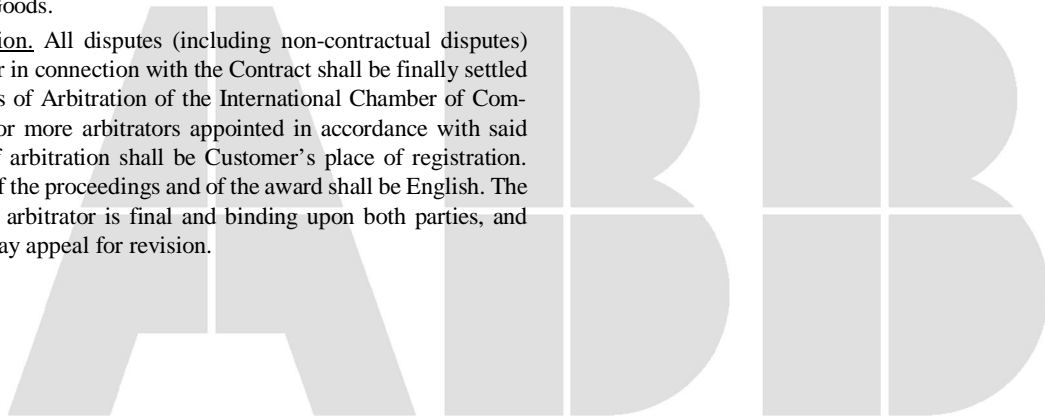 Goods.
ion. All disputes (including non-contractual disputes)
r in connection with the Contract shall be finally settled
s of Arbitration of the International Chamber of Com-
or more arbitrators appointed in accordance with said
f arbitration shall be Customer’s place of registration.
f the proceedings and of the award shall be English. The
arbitrator is final and binding upon both parties, and
ay appeal for revision.
ABB